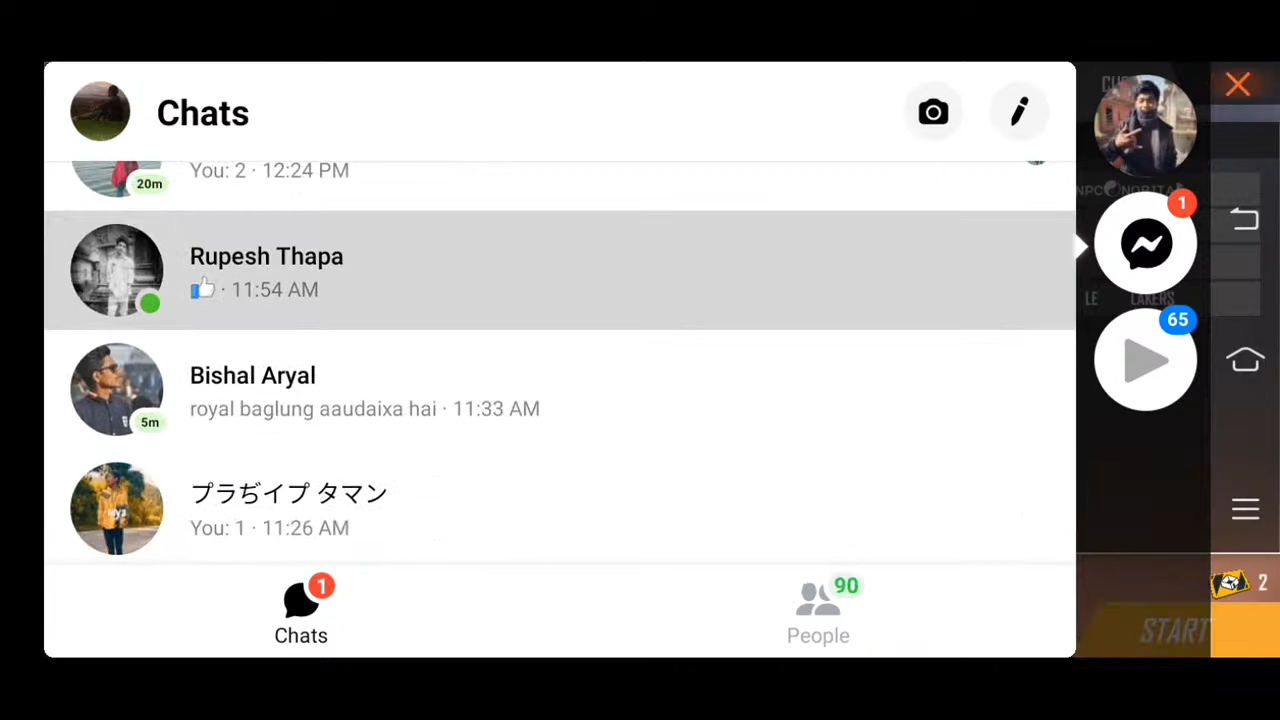 Chats
You: 2 · 12:24 PM
20m
Rupesh Thapa
👍 · 11:54 AM
Bishal Aryal
royal baglung aaudaixa hai · 11:33 AM
5m
プラぢイプ タマン
You: 1 · 11:26 AM
1
Chats
90
People
1
65
LE LAKERS
2
START